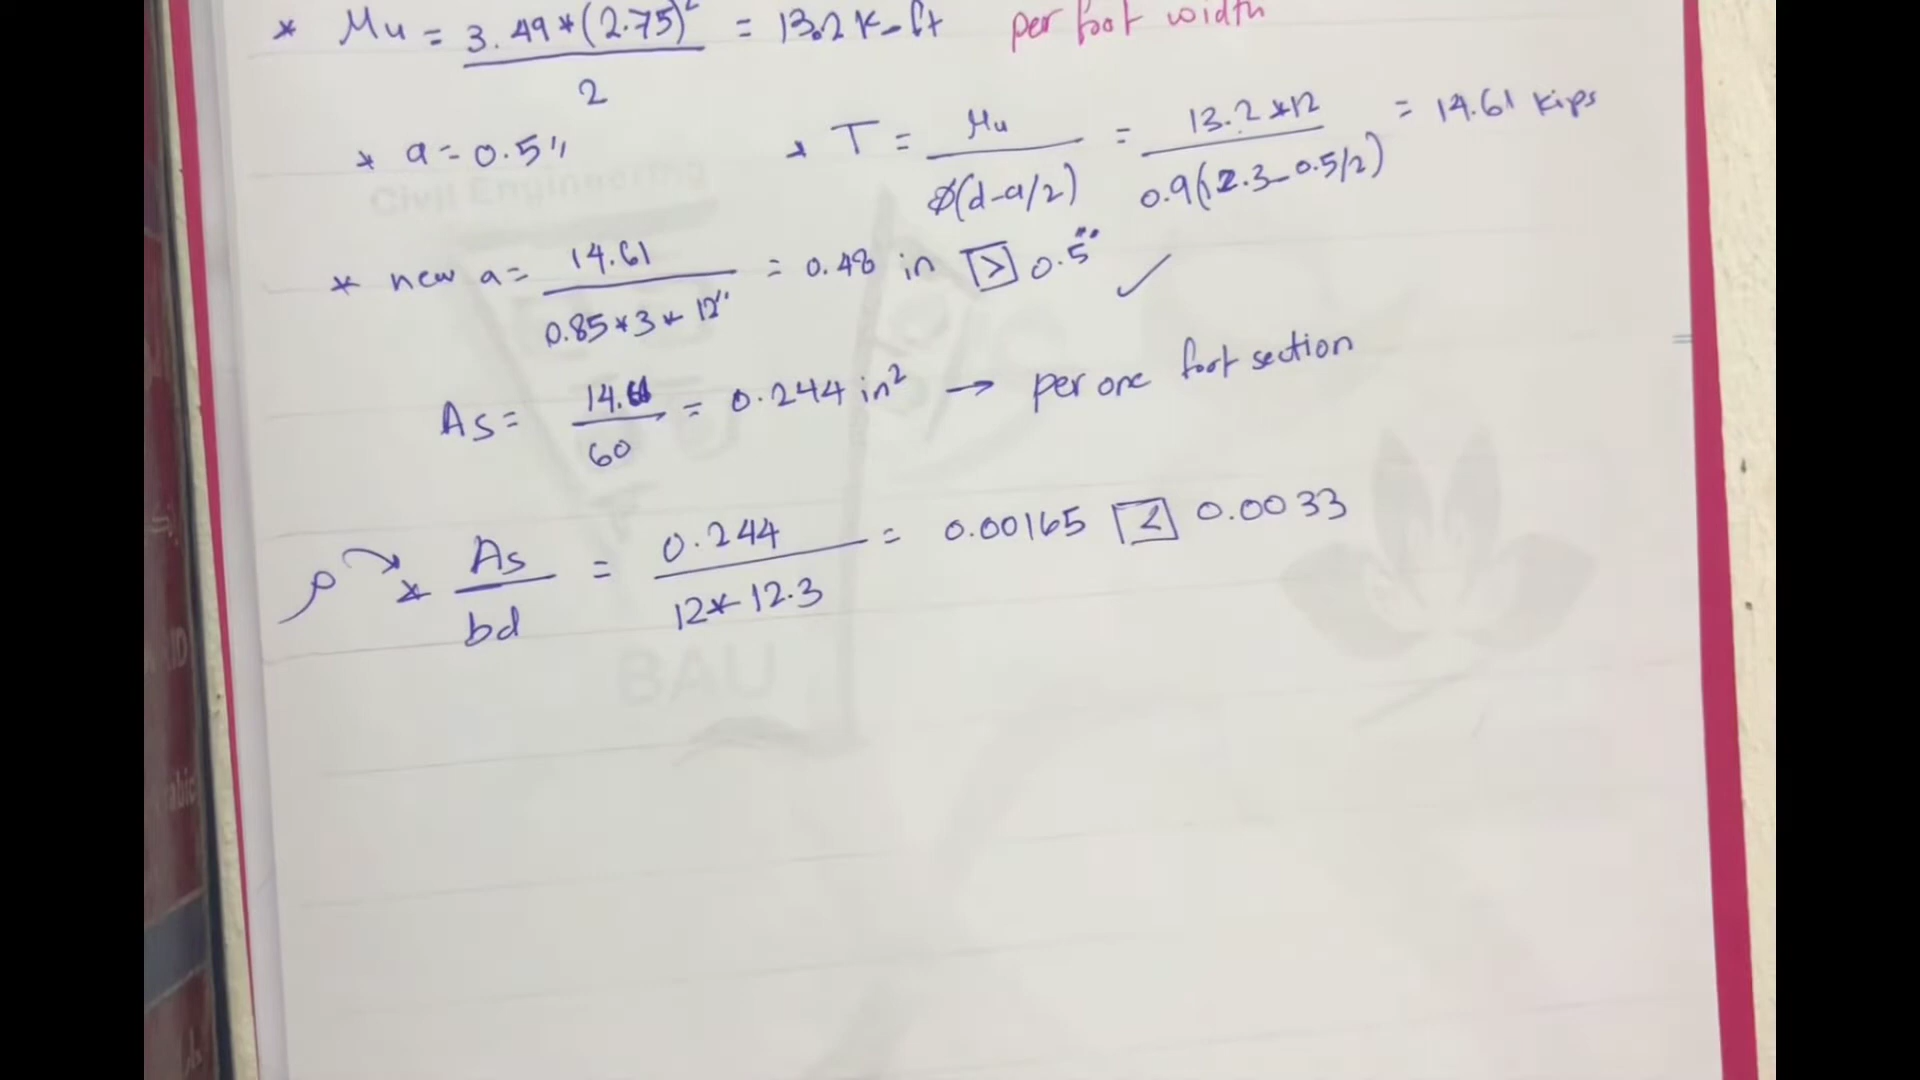 * Mu = 3.49*(2.75)² / 2 = 13.2 K-ft per foot width
* a = 0.5" * T = Mu / Ø(d-a/2) = 13.2*12 / 0.9(12.3-0.5/2) = 14.61 kips
Civil Engineering
* new a = 14.61 / 0.85*3*12" = 0.48 in > 0.5" ✓
As = 14.61 / 60 = 0.244 in² → per one foot section
ρ * As / bd = 0.244 / 12*12.3 = 0.00165 < 0.0033
BAU